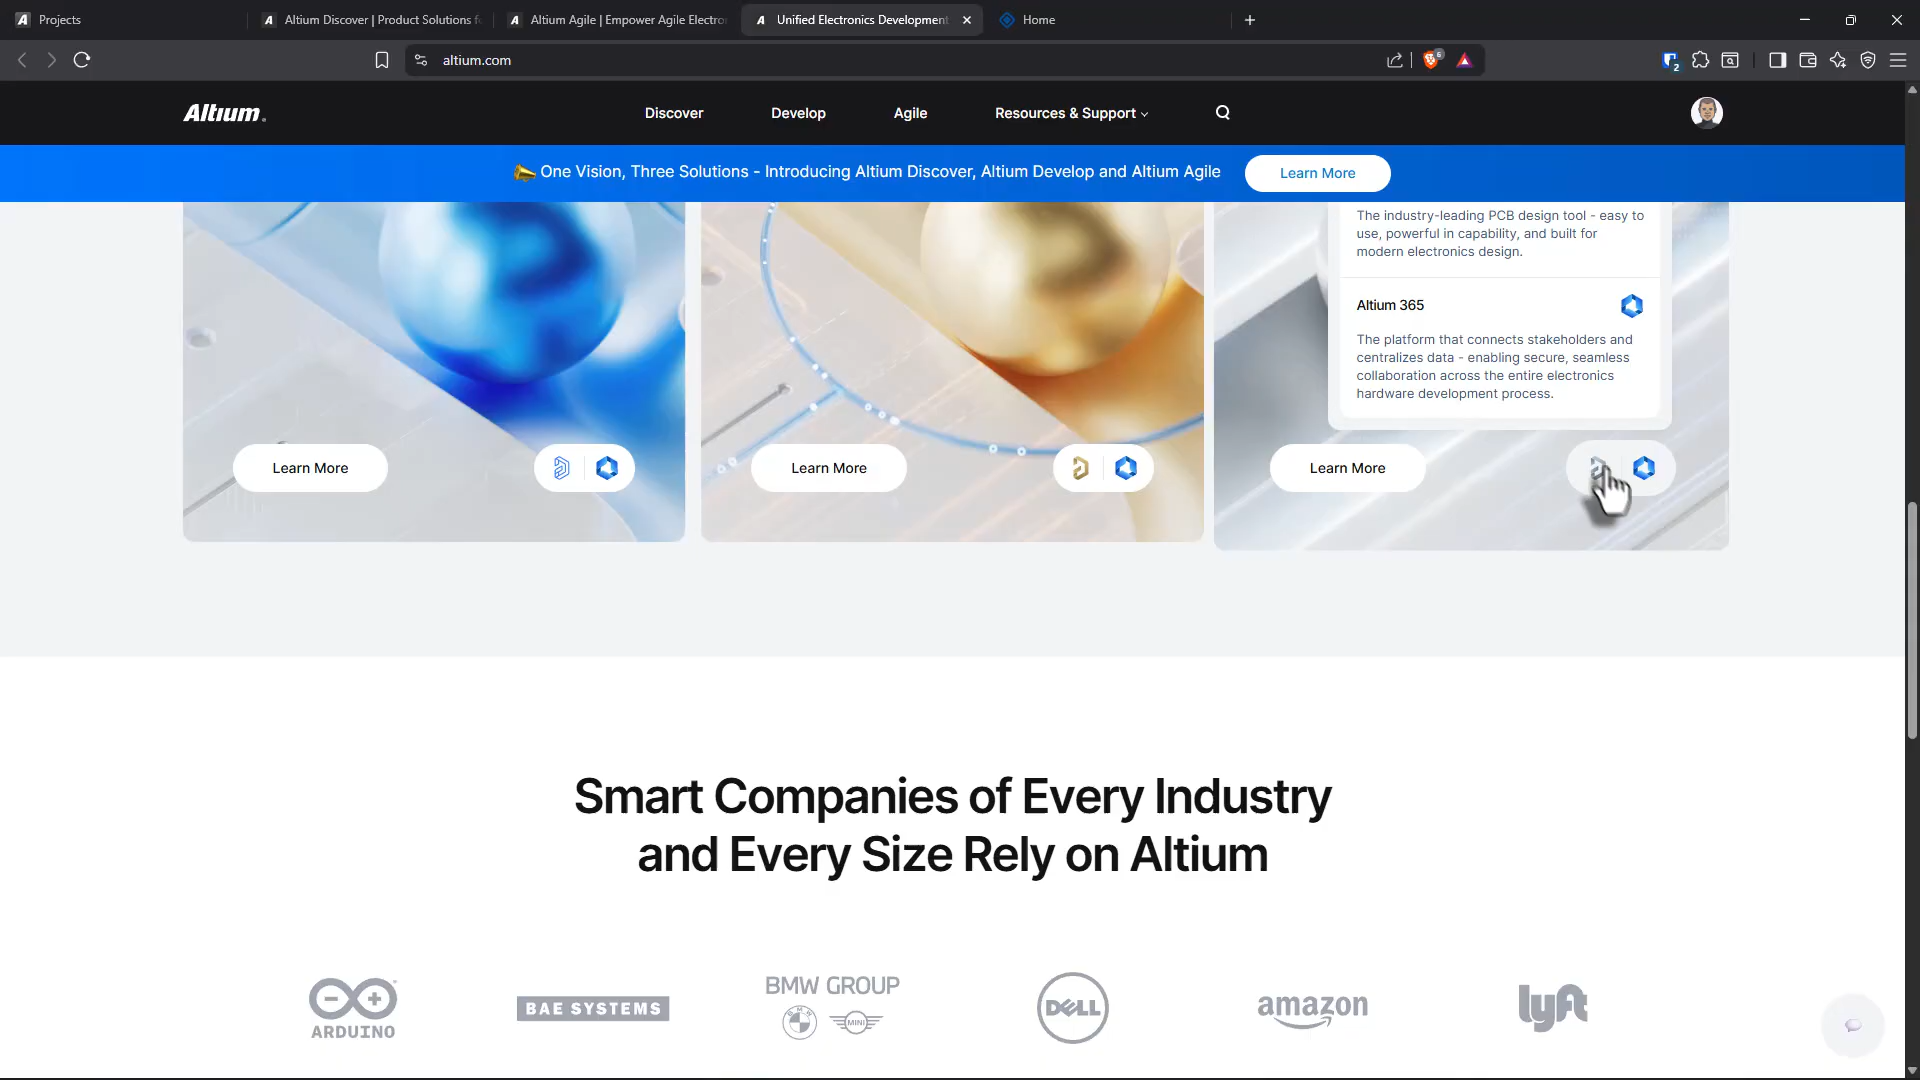 Projects
Altium Discover | Product Solutions f
Altium Agile | Empower Agile Electro
Unified Electronics Development
Home
altium.com
6
2
Altium.
Discover
Develop
Agile
Resources & Support
One Vision, Three Solutions - Introducing Altium Discover, Altium Develop and Altium Agile
Learn More
The industry-leading PCB design tool - easy to
use, powerful in capability, and built for
modern electronics design.
Altium 365
The platform that connects stakeholders and
centralizes data - enabling secure, seamless
collaboration across the entire electronics
hardware development process.
Learn More
Learn More
Learn More
Smart Companies of Every Industry
and Every Size Rely on Altium
ARDUINO
BAE SYSTEMS
BMW GROUP
BMW
MINI
DELL
amazon
lyft